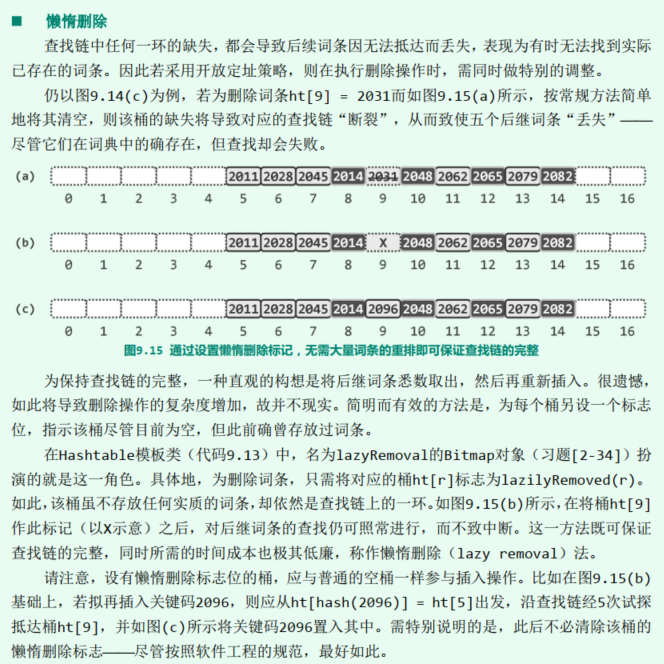 ■ 懒惰删除
查找链中任何一环的缺失，都会导致后续词条因无法抵达而丢失，表现为有时无法找到实际
已存在的词条。因此若采用开放定址策略，则在执行删除操作时，需同时做特别的调整。
仍以图9.14(c)为例，若为删除词条ht[9] = 2031而如图9.15(a)所示，按常规方法简单
地将其清空，则该桶的缺失将导致对应的查找链“断裂”，从而致使五个后继词条“丢失”——
尽管它们在词典中的确存在，但查找却会失败。
(a) 2011 2028 2045 2014 2031 2048 2062 2065 2079 2082
0 1 2 3 4 5 6 7 8 9 10 11 12 13 14 15 16
(b) 2011 2028 2045 2014 X 2048 2062 2065 2079 2082
0 1 2 3 4 5 6 7 8 9 10 11 12 13 14 15 16
(c) 2011 2028 2045 2014 2096 2048 2062 2065 2079 2082
0 1 2 3 4 5 6 7 8 9 10 11 12 13 14 15 16
图9.15 通过设置懒惰删除标记，无需大量词条的重排即可保证查找链的完整
为保持查找链的完整，一种直观的构想是将后继词条悉数取出，然后再重新插入。很遗憾，
如此将导致删除操作的复杂度增加，故并不现实。简明而有效的方法是，为每个桶另设一个标志
位，指示该桶尽管目前为空，但此前确曾存放过词条。
在Hashtable模板类（代码9.13）中，名为lazyRemoval的Bitmap对象（习题[2-34]）扮
演的就是这一角色。具体地，为删除词条，只需将对应的桶ht[r]标志为lazilyRemoved(r)。
如此，该桶虽不存放任何实质的词条，却依然是查找链上的一环。如图9.15(b)所示，在将桶ht[9]
作此标记（以X示意）之后，对后继词条的查找仍可照常进行，而不致中断。这一方法既可保证
查找链的完整，同时所需的时间成本也极其低廉，称作懒惰删除（lazy removal）法。
请注意，设有懒惰删除标志位的桶，应与普通的空桶一样参与插入操作。比如在图9.15(b)
基础上，若拟再插入关键码2096，则应从ht[hash(2096)] = ht[5]出发，沿查找链经5次试探
抵达桶ht[9]，并如图(c)所示将关键码2096置入其中。需特别说明的是，此后不必清除该桶的
懒惰删除标志——尽管按照软件工程的规范，最好如此。